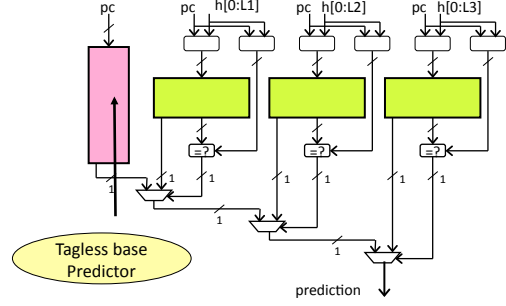 pc
pc
h[0:L1]
pc
h[0:L2]
pc
h[0:L3]
=?
=?
=?
1
1
1
1
1
1
1
1
1
Tagless base
Predictor
prediction